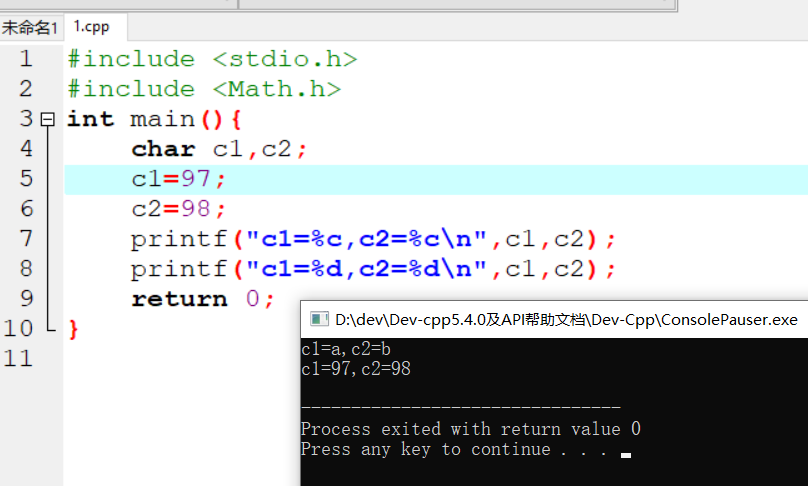 未命名1 1.cpp
1 #include <stdio.h>
2 #include <Math.h>
3 int main(){
4 char c1,c2;
5 c1=97;
6 c2=98;
7 printf("c1=%c,c2=%c\n",c1,c2);
8 printf("c1=%d,c2=%d\n",c1,c2);
9 return 0;
10 }
11
D:\dev\Dev-cpp5.4.0及API帮助文档\Dev-Cpp\ConsolePauser.exe
c1=a,c2=b
c1=97,c2=98
--------------------------------
Process exited with return value 0
Press any key to continue . . .